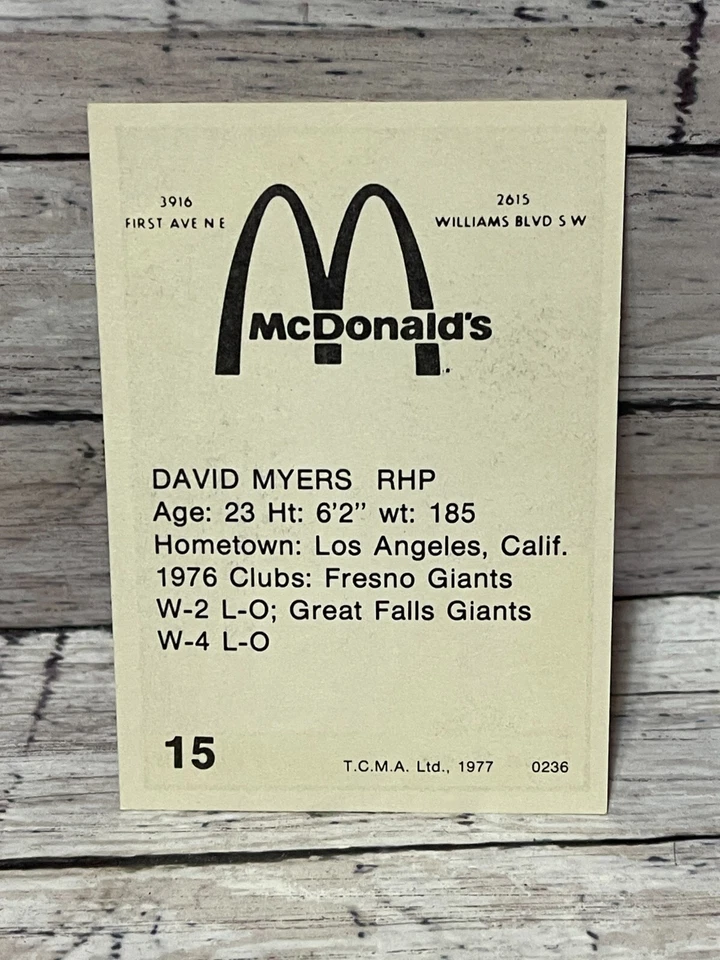 3916
FIRST AVE N E
2615
WILLIAMS BLVD S W
McDonald's
DAVID MYERS RHP
Age: 23 Ht: 6'2" wt: 185
Hometown: Los Angeles, Calif.
1976 Clubs: Fresno Giants
W-2 L-O; Great Falls Giants
W-4 L-O
15
T.C.M.A. Ltd., 1977 0236